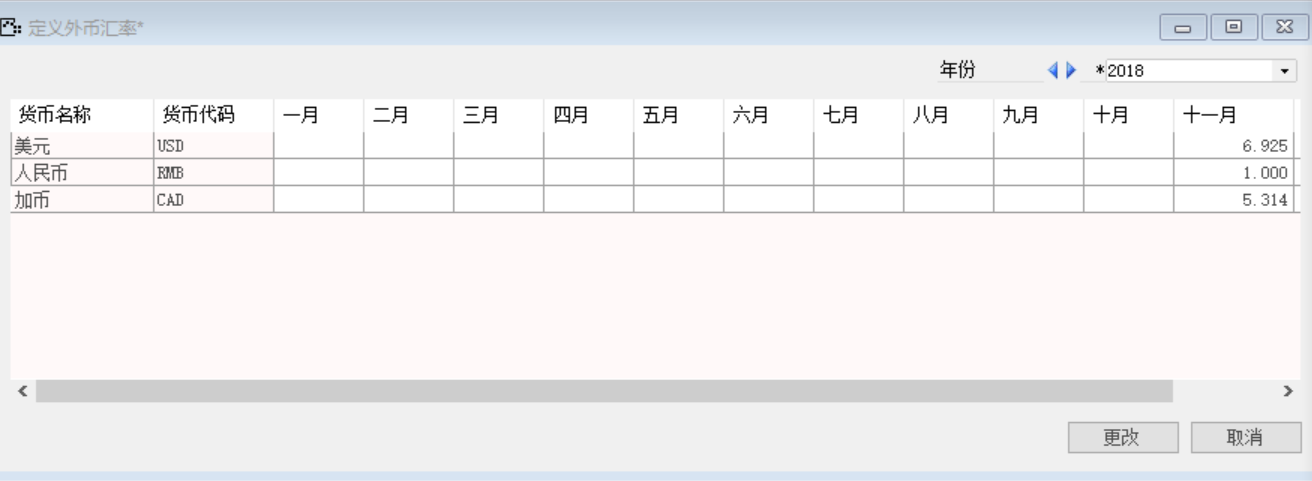 定义外币汇率*
年份 *2018
货币名称 货币代码 一月 二月 三月 四月 五月 六月 七月 八月 九月 十月 十一月
美元 USD 6.925
人民币 RMB 1.000
加币 CAD 5.314
更改 取消